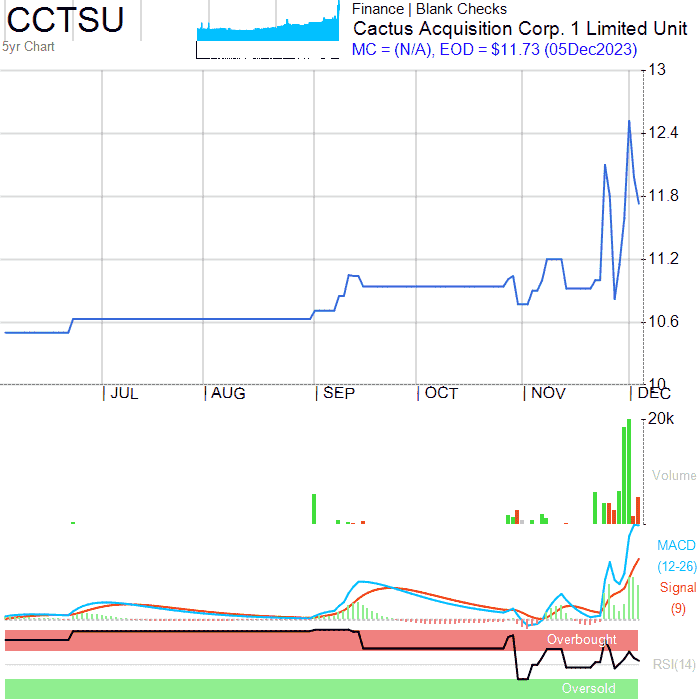 CCTSU
5yr Chart
Finance | Blank Checks
Cactus Acquisition Corp. 1 Limited Unit
MC = (N/A), EOD = $11.73 (05Dec2023)
13
12.4
11.8
11.2
10.6
10
JUL AUG SEP OCT NOV DEC
20k
Volume
MACD
(12-26)
Signal
(9)
Overbought
RSI(14)
Oversold